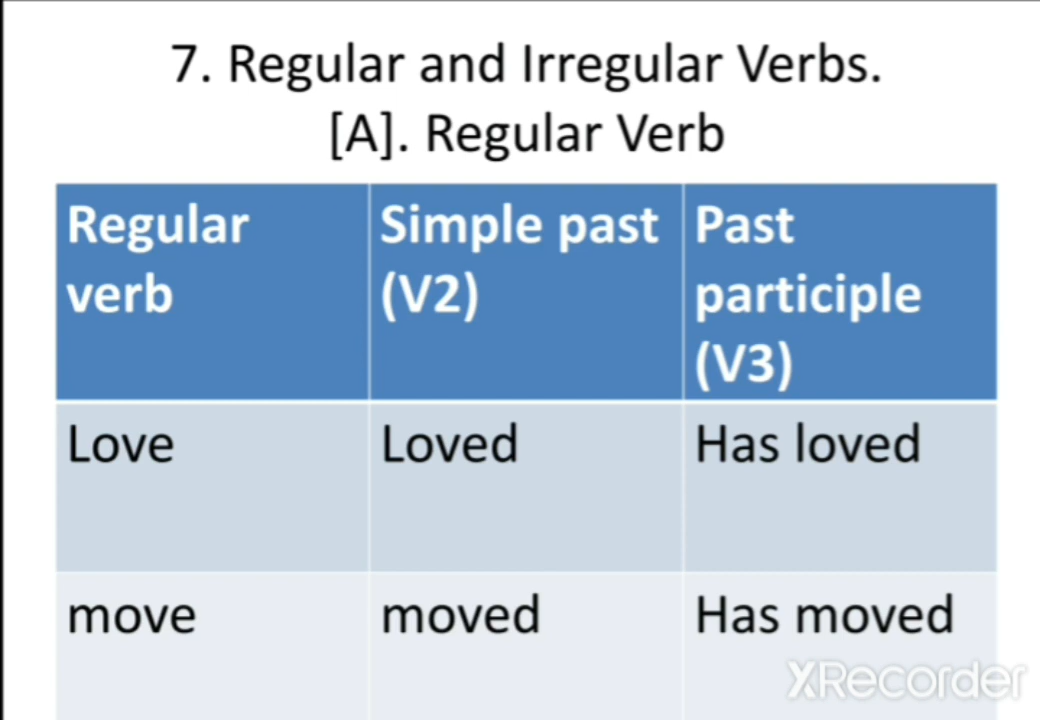 7. Regular and Irregular Verbs.
[A]. Regular Verb
Regular verb
Simple past (V2)
Past participle (V3)
Love
Loved
Has loved
move
moved
Has moved
XRecorder